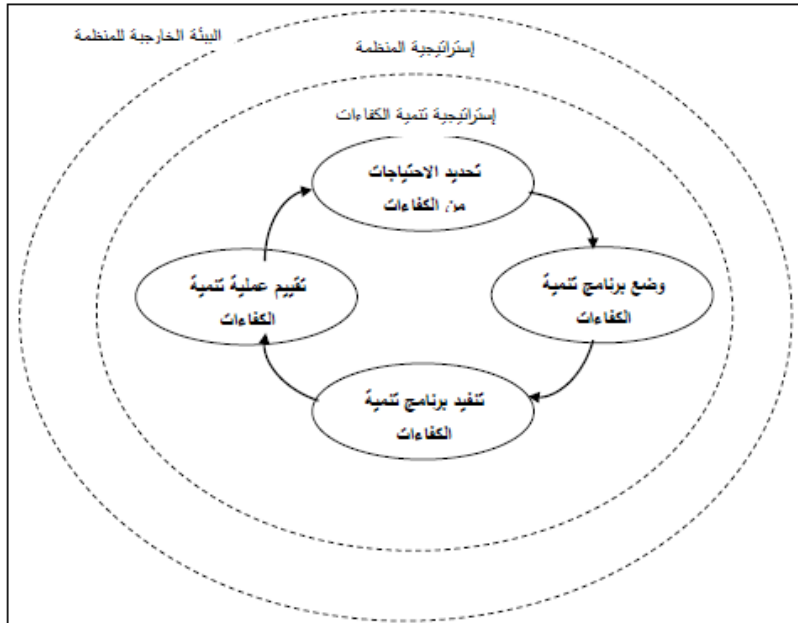 البيئة الخارجية للمنظمة
إستراتيجية المنظمة
إستراتيجية تنمية الكفاءات
تحديد الاحتياجات
من الكفاءات
وضع برنامج تنمية
الكفاءات
تنفيد برنامج تنمية
الكفاءات
تقييم عملية تنمية
الكفاءات